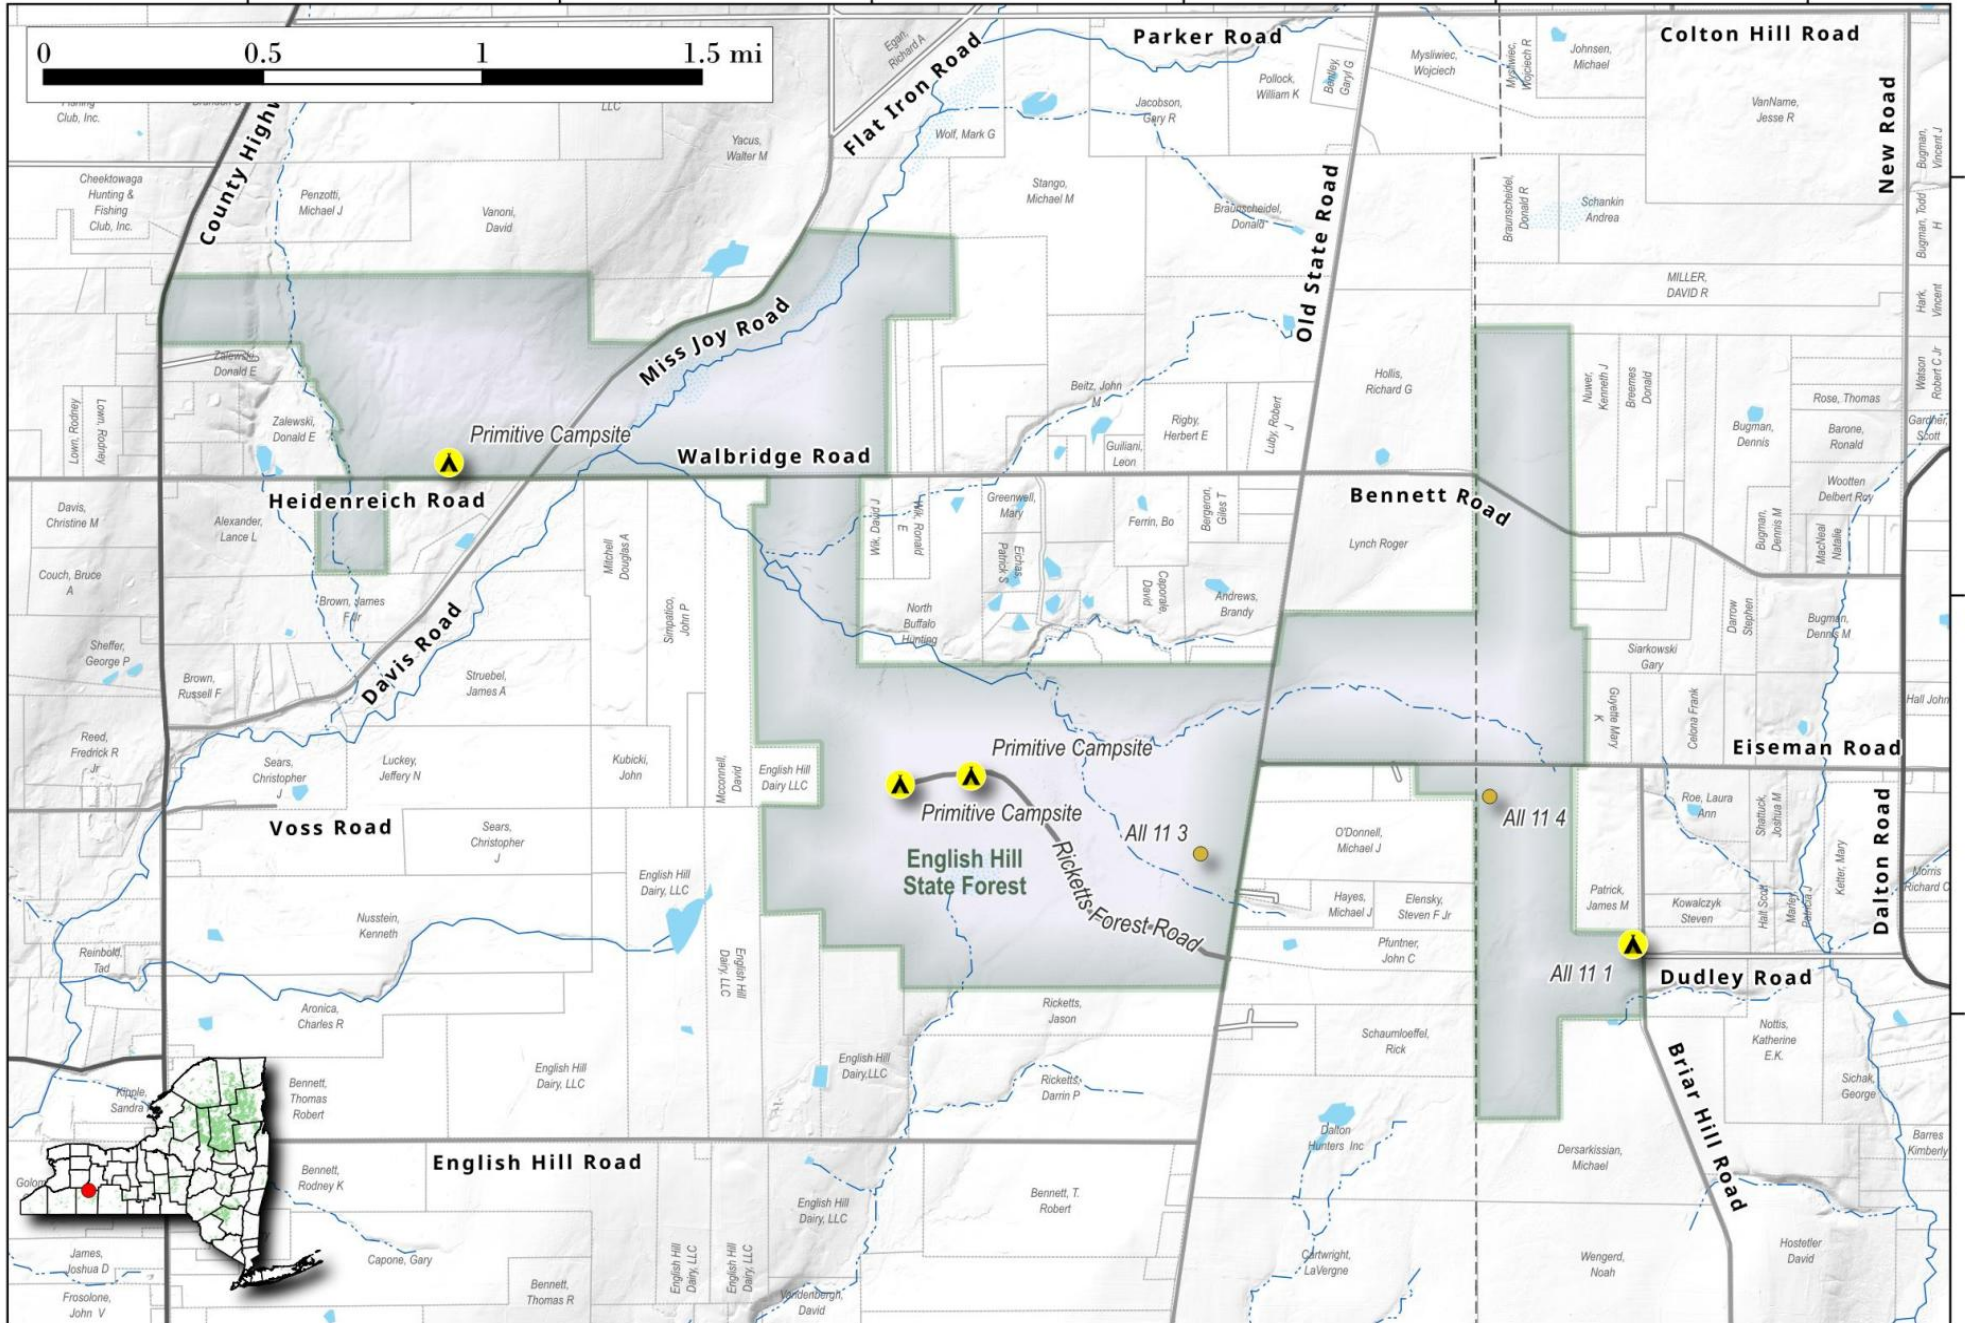 0 0.5 1 1.5 mi
Parker Road
Colton Hill Road
Flat Iron Road
Egan,
Richard A
County Highw
New Road
Old State Road
Club, Inc.
LLC
Yacus,
Walter M
Wolf, Mark G
Jacobson,
Gary R
Pollock,
William K
Bentley,
Garyl G
Mysliwiec,
Wojciech
Mysliwiec,
Wojciech R
Johnsen,
Michael
VanName,
Jesse R
Bugman,
Vincent J
Cheektowaga
Hunting &
Fishing
Club, Inc.
Penzotti,
Michael J
Vanoni,
David
Stango,
Michael M
Braunscheidel,
Donald
Braunscheidel,
Donald R
Schankin
Andrea
Bugman, Todd
H
MILLER,
DAVID R
Hark,
Vincent
Miss Joy Road
Zalewski,
Donald E
Zalewski,
Donald E
Lown, Rodney
Lown, Rodney
Primitive Campsite
Walbridge Road
Beitz, John
M
Rigby,
Herbert E
Guiliani,
Leon
Luby, Robert
J
Hollis,
Richard G
Nuwer,
Kenneth J
Breemes
Donald
Bugman,
Dennis
Rose, Thomas
Barone,
Ronald
Watson
Robert C Jr
Gardner,
Scott
Wootten
Delbert Roy
Heidenreich Road
Bennett Road
Davis,
Christine M
Alexander,
Lance L
Mitchell
Douglas A
Wik, David J
Wik, Ronald
E
Greenwell,
Mary
Ferrin, Bo
Bergeron,
Giles T
Lynch Roger
Bugman,
Dennis M
MacNeal
Natalie
Couch, Bruce
A
Brown, James
F Jr
Simpatico,
John P
Eichas,
Patrick S
North
Buffalo
Hunting
Caporale,
David
Andrews,
Brandy
Darrow
Stephen
Bugman,
Dennis M
Sheffer,
George P
Davis Road
Brown,
Russell F
Struebel,
James A
Siarkowski
Gary
Guyette Mary
K
Celona Frank
Hall John
Reed,
Fredrick R
Jr
Sears,
Christopher
J
Luckey,
Jeffery N
Kubicki,
John
Mcconnell,
David
English Hill
Dairy LLC
Primitive Campsite
Eiseman Road
Primitive Campsite
Voss Road
Sears,
Christopher
J
All 11 3
All 11 4
Roe, Laura
Ann
Shattuck,
Joshua M
Dalton Road
O'Donnell,
Michael J
Ketter, Mary
English Hill
State Forest
Ricketts Forest Road
English Hill
Dairy, LLC
Hayes,
Michael J
Elensky,
Steven F Jr
Patrick,
James M
Kowalczyk
Steven
Morris
Richard C
Nusstein,
Kenneth
Reinbold,
Tad
English Hill
Dairy, LLC
Pfuntner,
John C
All 11 1
Dudley Road
Aronica,
Charles R
Ricketts,
Jason
Schaumloeffel,
Rick
Nottis,
Katherine
E.K.
English Hill
Dairy, LLC
English Hill
Dairy,LLC
Ricketts,
Darrin P
Briar Hill Road
Sichak,
George
Kipple,
Sandra
Bennett,
Thomas
Robert
English Hill Road
Dalton
Hunters Inc
Dersarkissian,
Michael
Barres
Kimberly
Bennett,
Rodney K
English Hill
Dairy, LLC
Bennett, T.
Robert
James,
Joshua D
Capone, Gary
English Hill
Dairy, LLC
English Hill
Dairy, LLC
Cartwright,
LaVergne
Wengerd,
Noah
Hostetler
David
Frosolone,
John V
Bennett,
Thomas R
Vandenbergh,
David